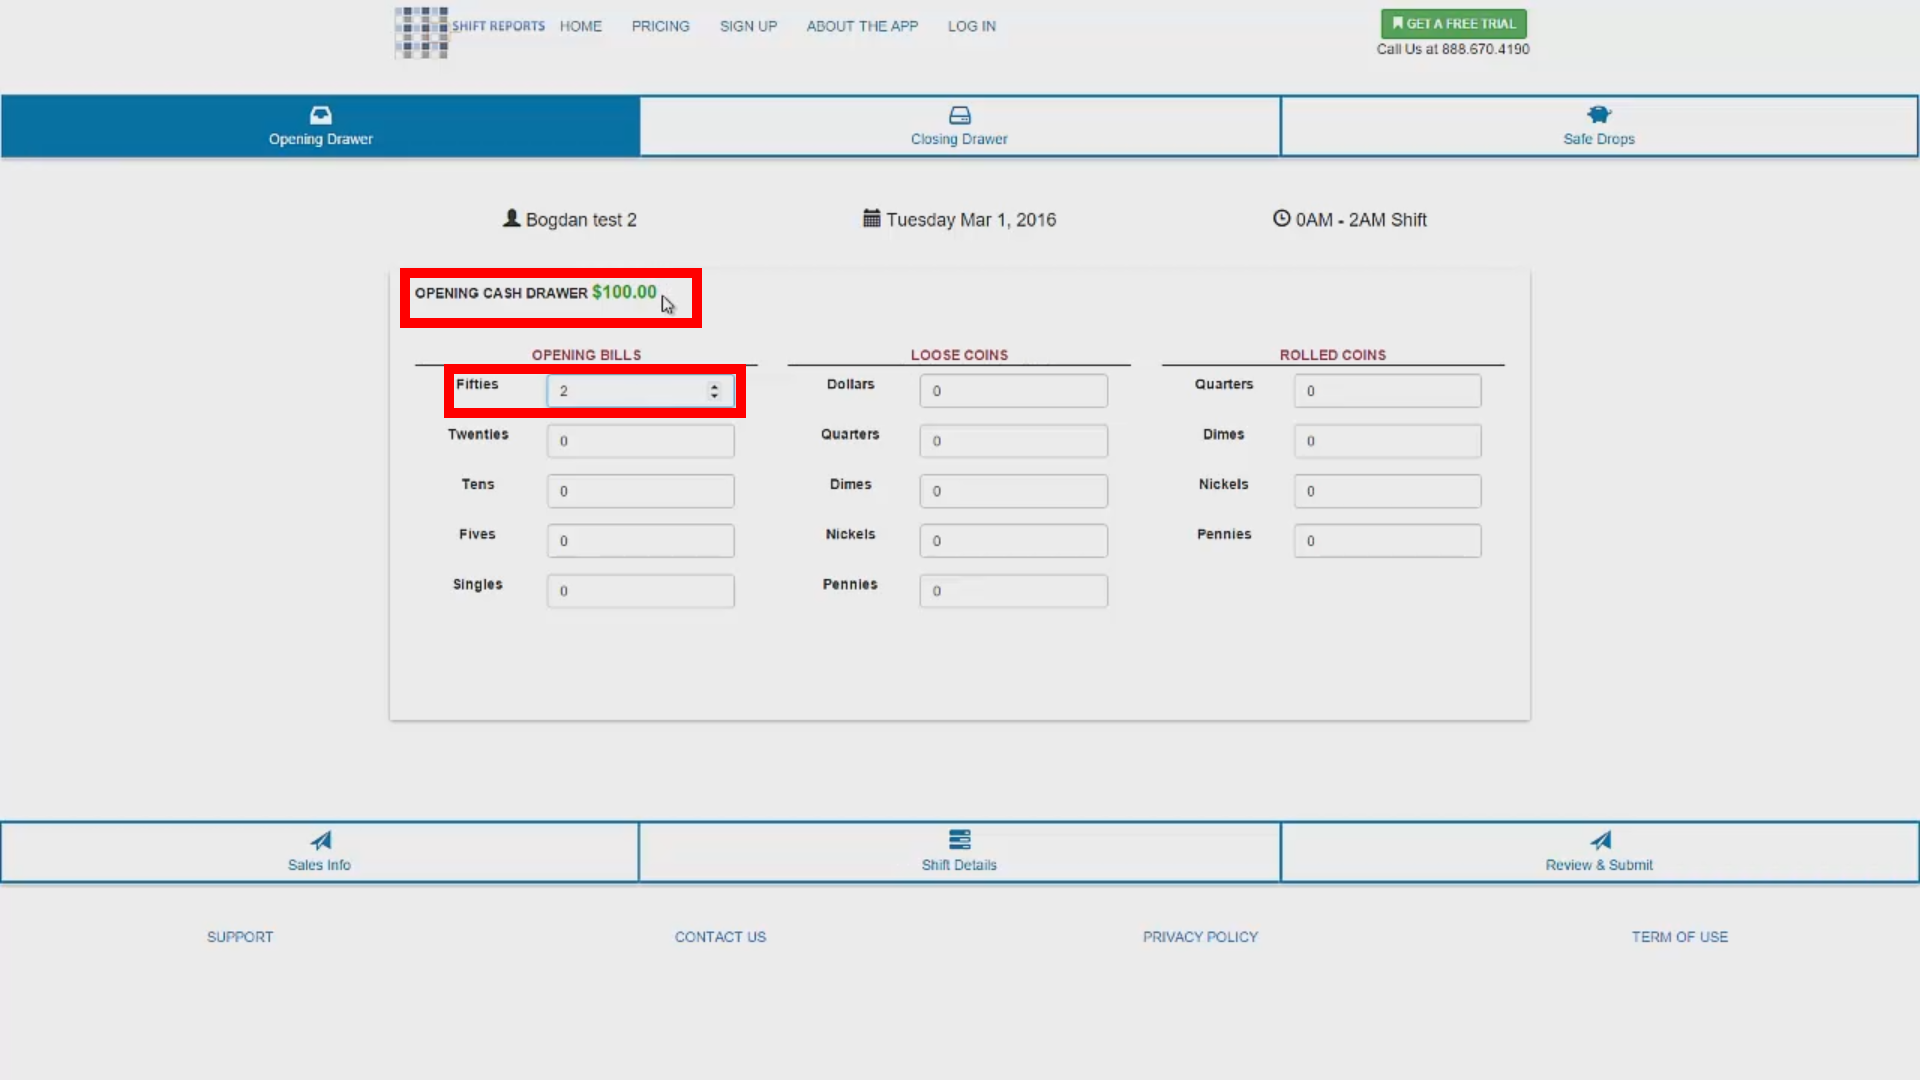 SHIFT REPORTS HOME PRICING SIGN UP ABOUT THE APP LOG IN
GET A FREE TRIAL
Call Us at 888.670.4190
Opening Drawer
Closing Drawer
Safe Drops
Bogdan test 2
Tuesday Mar 1, 2016
0AM - 2AM Shift
OPENING CASH DRAWER $100.00
OPENING BILLS
Fifties 2
Twenties 0
Tens 0
Fives 0
Singles 0
LOOSE COINS
Dollars 0
Quarters 0
Dimes 0
Nickels 0
Pennies 0
ROLLED COINS
Quarters 0
Dimes 0
Nickels 0
Pennies 0
Sales Info
Shift Details
Review & Submit
SUPPORT
CONTACT US
PRIVACY POLICY
TERM OF USE